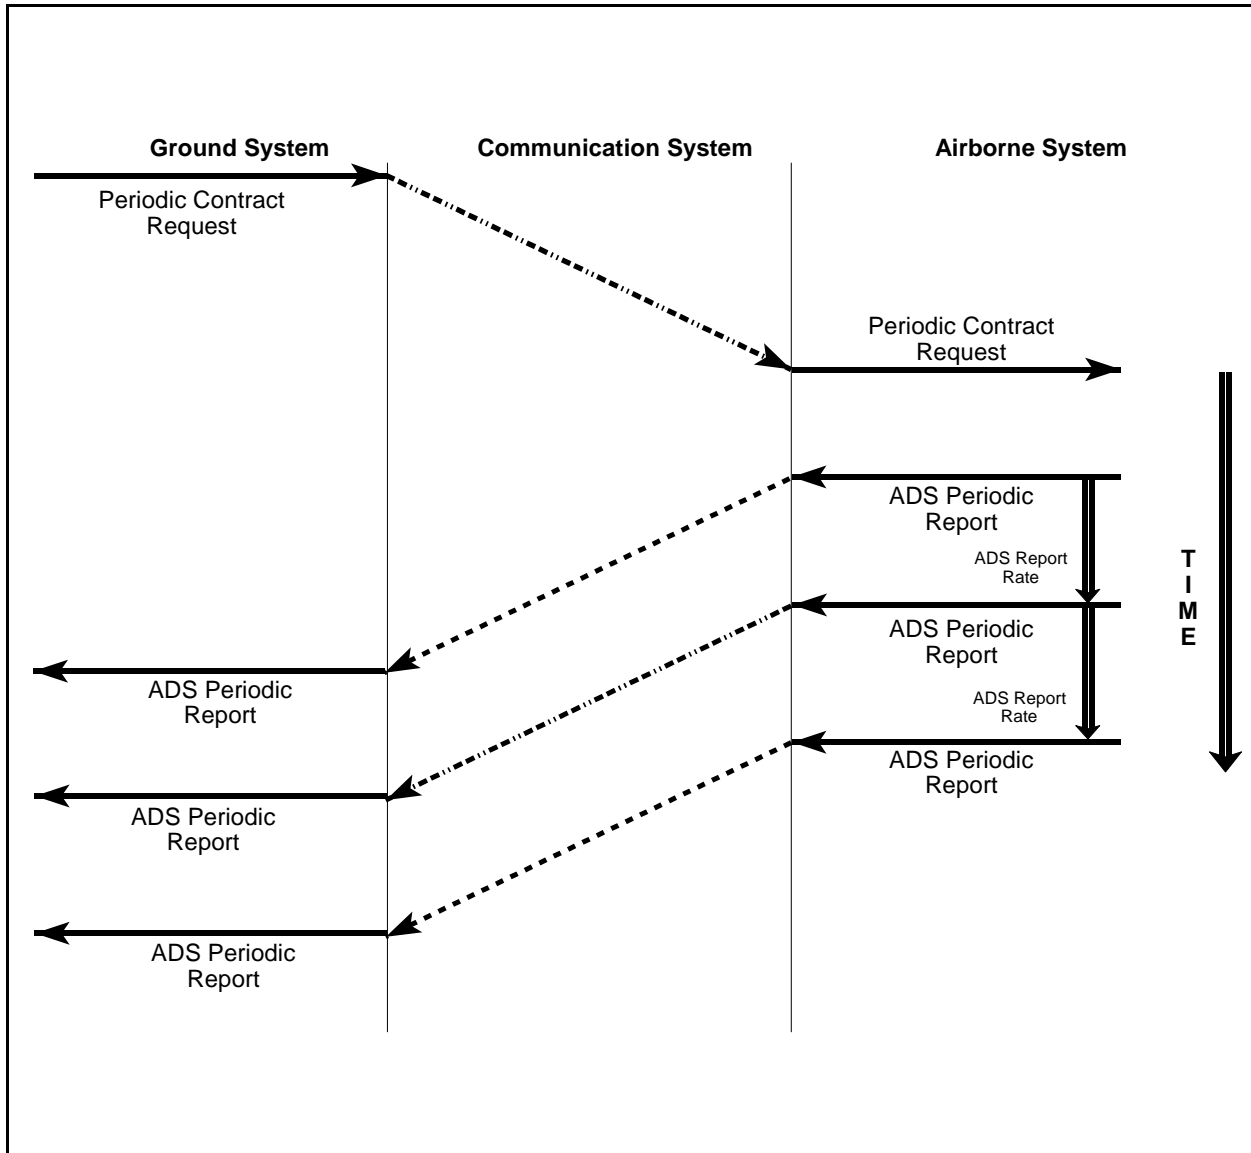 Ground System
Communication System
Airborne System
Periodic Contract
Request
Periodic Contract
Request
ADS Periodic
Report
ADS Report
Rate
T
I
M
E
ADS Periodic
Report
ADS Periodic
Report
ADS Report
Rate
ADS Periodic
Report
ADS Periodic
Report
ADS Periodic
Report